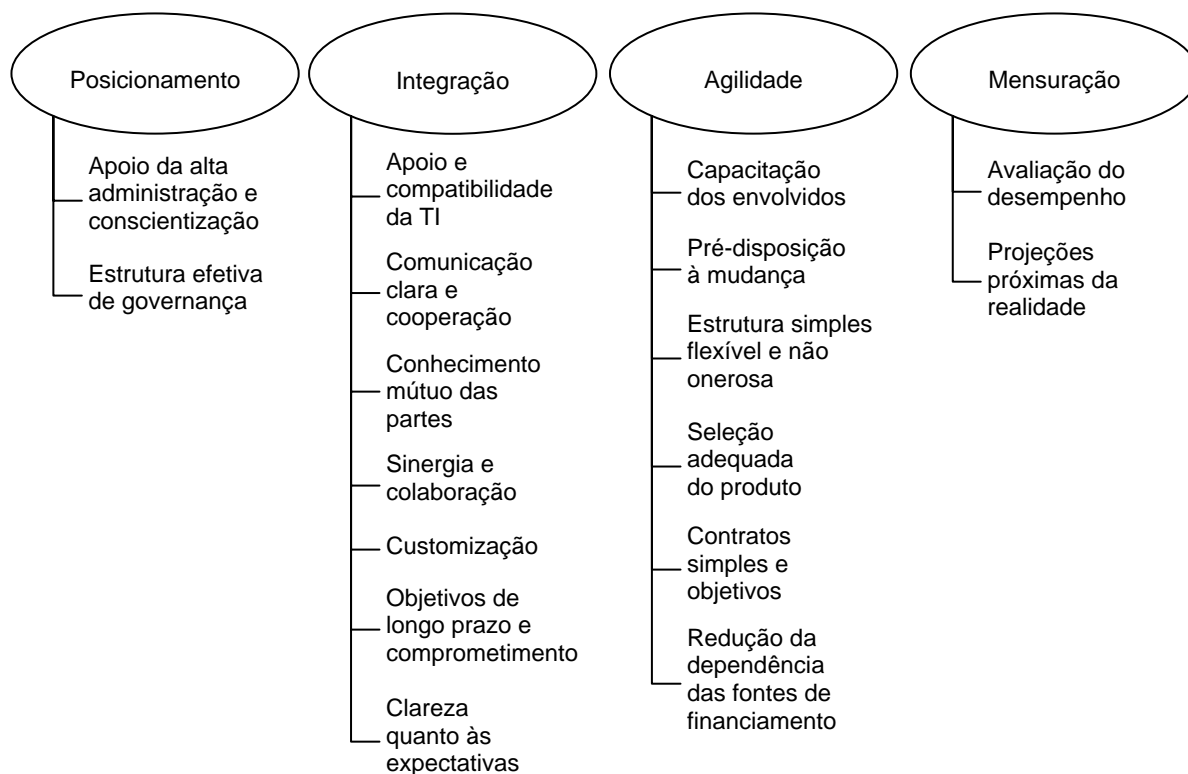 Posicionamento
Apoio da alta
administração e
conscientização
Estrutura efetiva
de governança
Integração
Apoio e
compatibilidade
da TI
Comunicação
clara e
cooperação
Conhecimento
mútuo das
partes
Sinergia e
colaboração
Customização
Objetivos de
longo prazo e
comprometimento
Clareza
quanto às
expectativas
Agilidade
Capacitação
dos envolvidos
Pré-disposição
à mudança
Estrutura simples
flexível e não
onerosa
Seleção
adequada
do produto
Contratos
simples e
objetivos
Redução da
dependência
das fontes de
financiamento
Mensuração
Avaliação do
desempenho
Projeções
próximas da
realidade